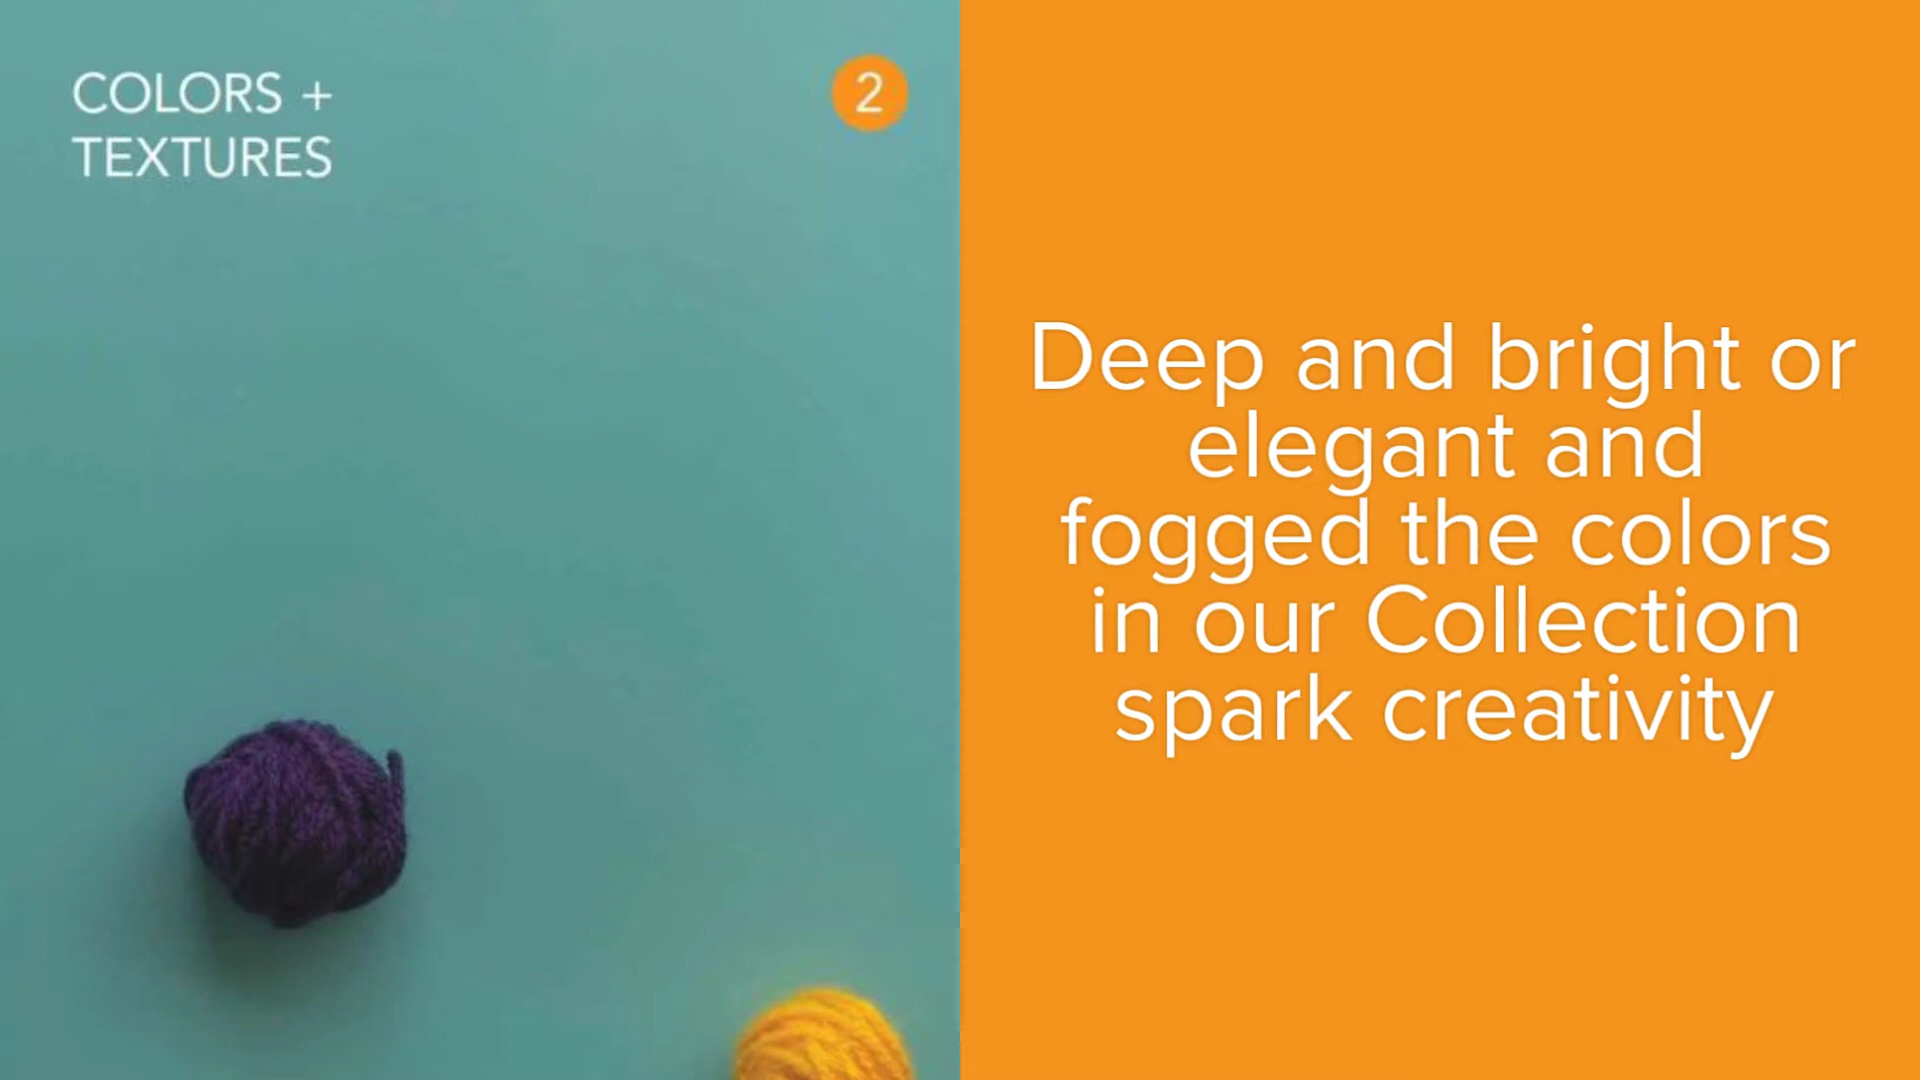 COLORS +
TEXTURES
2
Deep and bright or
elegant and
fogged the colors
in our Collection
spark creativity